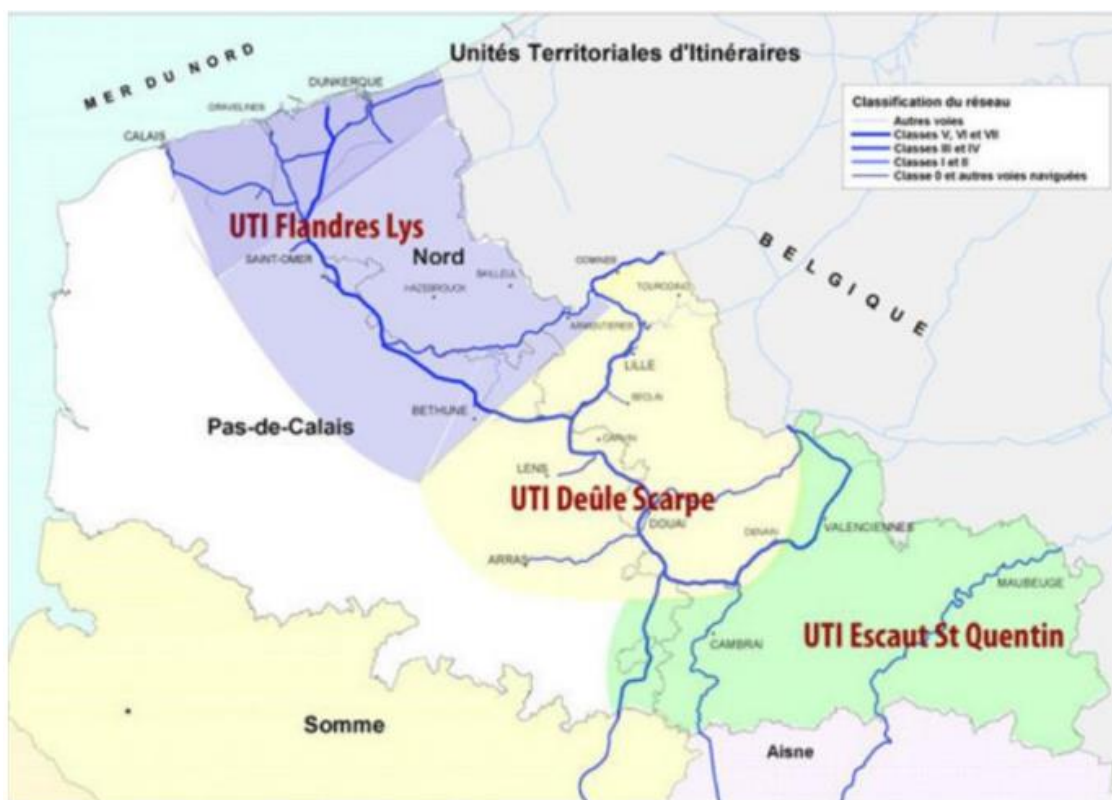 Unités Territoriales d'Itinéraires
MER DU NORD
DUNKERQUE
GRAVELINES
CALAIS
Classification du réseau
Autres voies
Classes V, VI et VII
Classes III et IV
Classes I et II
Classe 0 et autres voies naviguées
UTI Flandres Lys
Nord
SAINT-OMER
BAILLEUL
HAZEBROUCK
BELGIQUE
COMINES
TOURCOING
ARMENTIERES
LILLE
SECLIN
BETHUNE
Pas-de-Calais
CARVIN
LENS
UTI Deûle Scarpe
DOUAI
DENAIN
VALENCIENNES
ARRAS
MAUBEUGE
CAMBRAI
UTI Escaut St Quentin
Somme
Aisne